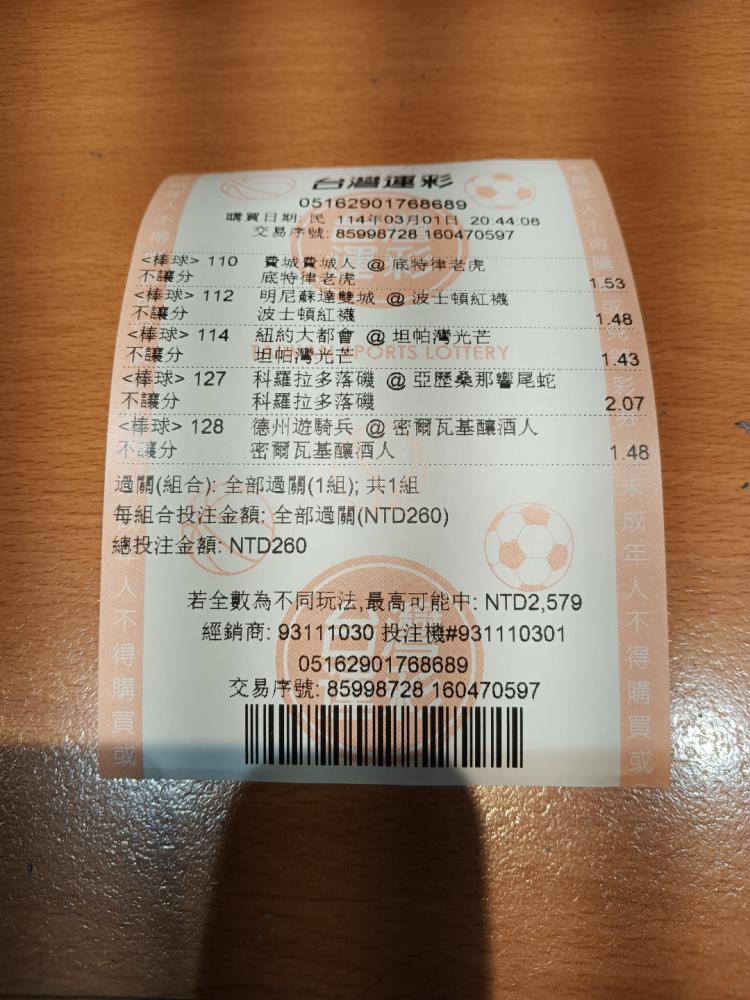 台灣運彩
05162901768689
購買日期: 民 114年03月01日 20:44:08
交易序號: 85998728 160470597
<棒球> 110 費城費城人 @ 底特律老虎
不讓分 底特律老虎 1.53
<棒球> 112 明尼蘇達雙城 @ 波士頓紅襪
不讓分 波士頓紅襪 1.48
<棒球> 114 紐約大都會 @ 坦帕灣光芒
不讓分 坦帕灣光芒 1.43
SPORTS LOTTERY
<棒球> 127 科羅拉多落磯 @ 亞歷桑那響尾蛇
不讓分 科羅拉多落磯 2.07
<棒球> 128 德州遊騎兵 @ 密爾瓦基釀酒人
不讓分 密爾瓦基釀酒人 1.48
過關(組合): 全部過關(1組); 共1組
每組合投注金額: 全部過關(NTD260)
總投注金額: NTD260
若全數為不同玩法,最高可能中: NTD2,579
經銷商: 93111030 投注機#931110301
05162901768689
交易序號: 85998728 160470597
人不得購買或
未成年人不得購買或